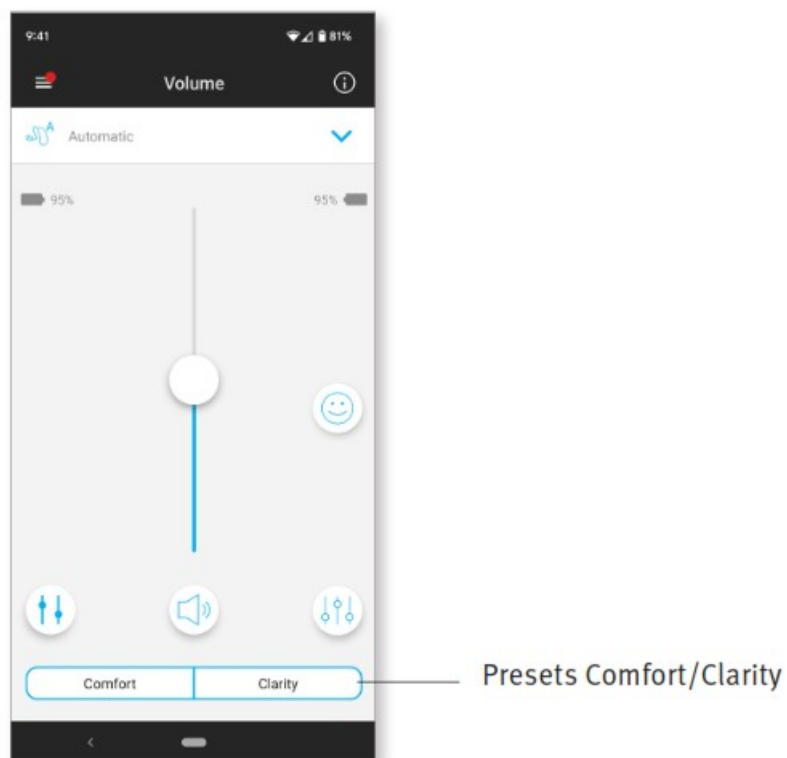 9:41
81%
Volume
A Automatic
95%
95%
Comfort
Clarity
Presets Comfort/Clarity